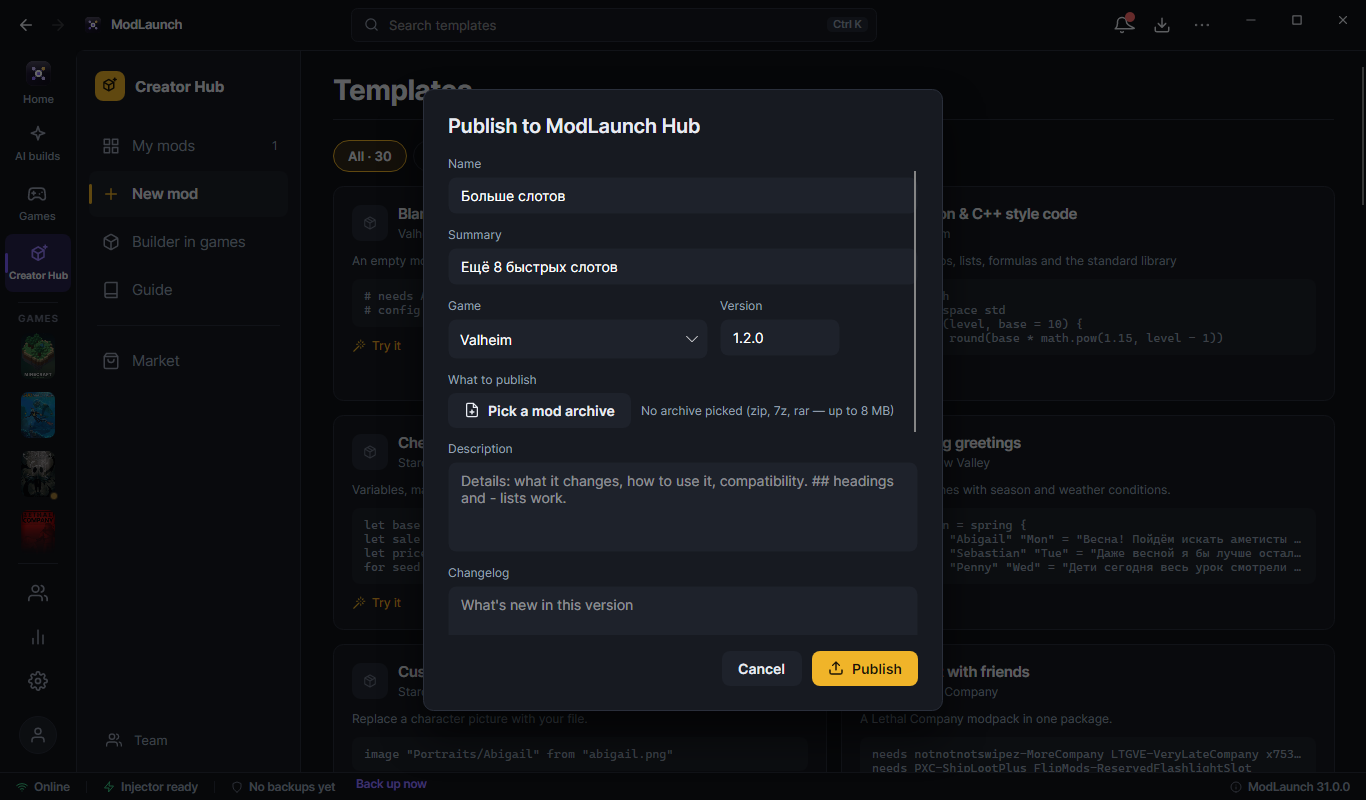 ModLaunch
Search templates
Ctrl K
Home
AI builds
Games
Creator Hub
GAMES
Creator Hub
My mods 1
New mod
Builder in games
Guide
Market
Team
Templates
All · 30
An empty mo
# needs
# config
Try it
on & C++ style code
os, lists, formulas and the standard library
space std
(level, base = 10) {
round(base * math.pow(1.15, level - 1))
Publish to ModLaunch Hub
Name
Больше слотов
Summary
Ещё 8 быстрых слотов
Game
Version
Valheim
1.2.0
What to publish
Pick a mod archive
No archive picked (zip, 7z, rar — up to 8 MB)
Description
Details: what it changes, how to use it, compatibility. ## headings
and - lists work.
Changelog
What's new in this version
Cancel
Publish
Variables, ma
let base
let sale
let price
for seed
Try it
g greetings
w Valley
nes with season and weather conditions.
n = spring {
"Abigail" "Mon" = "Весна! Пойдём искать аметисты …
"Sebastian" "Tue" = "Даже весной я бы лучше остал…
"Penny" "Wed" = "Дети сегодня весь урок смотрели …
Replace a character picture with your file.
image "Portraits/Abigail" from "abigail.png"
with friends
Company
A Lethal Company modpack in one package.
needs notnotnotswipez-MoreCompany LTGVE-VeryLateCompany x753…
needs PXC-ShipLootPlus FlipMods-ReservedFlashlightSlot
Online
Injector ready
No backups yet
Back up now
ModLaunch 31.0.0